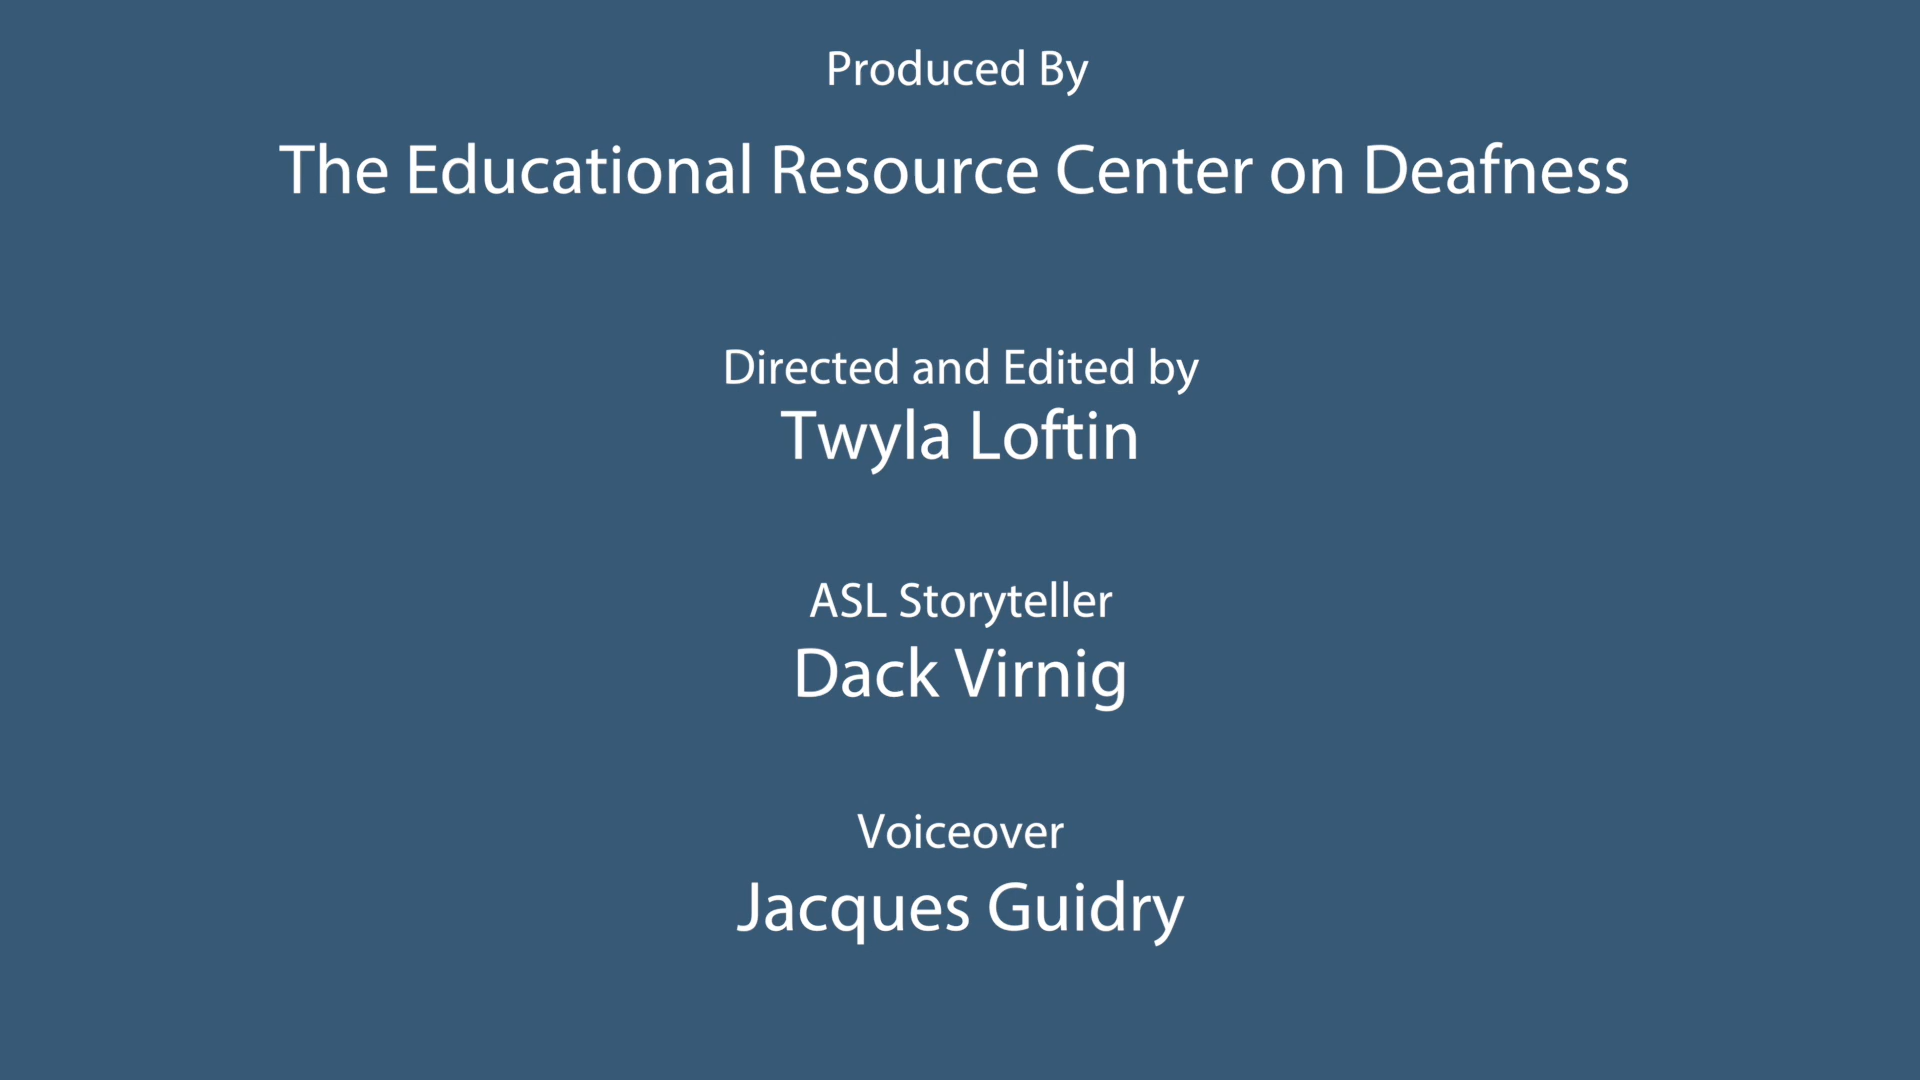 Produced By
The Educational Resource Center on Deafness
Directed and Edited by
Twyla Loftin
ASL Storyteller
Dack Virnig
Voiceover
Jacques Guidry